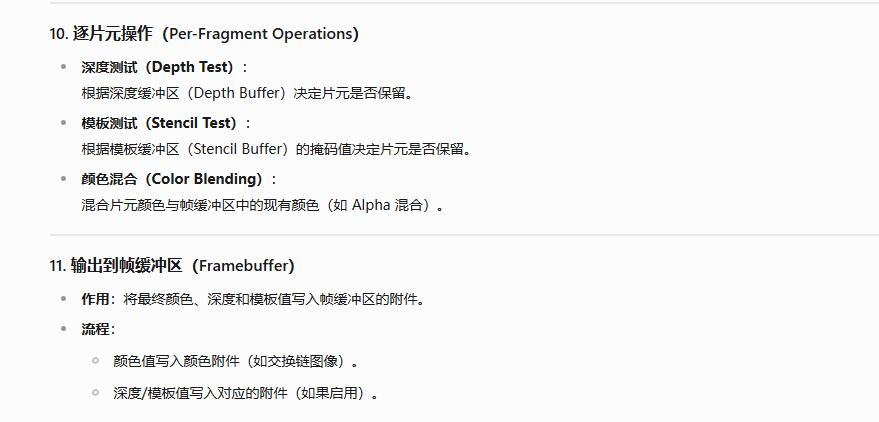 10. 逐片元操作（Per-Fragment Operations）
深度测试（Depth Test）：
根据深度缓冲区（Depth Buffer）决定片元是否保留。
模板测试（Stencil Test）：
根据模板缓冲区（Stencil Buffer）的掩码值决定片元是否保留。
颜色混合（Color Blending）：
混合片元颜色与帧缓冲区中的现有颜色（如 Alpha 混合）。
11. 输出到帧缓冲区（Framebuffer）
作用：将最终颜色、深度和模板值写入帧缓冲区的附件。
流程：
颜色值写入颜色附件（如交换链图像）。
深度/模板值写入对应的附件（如果启用）。